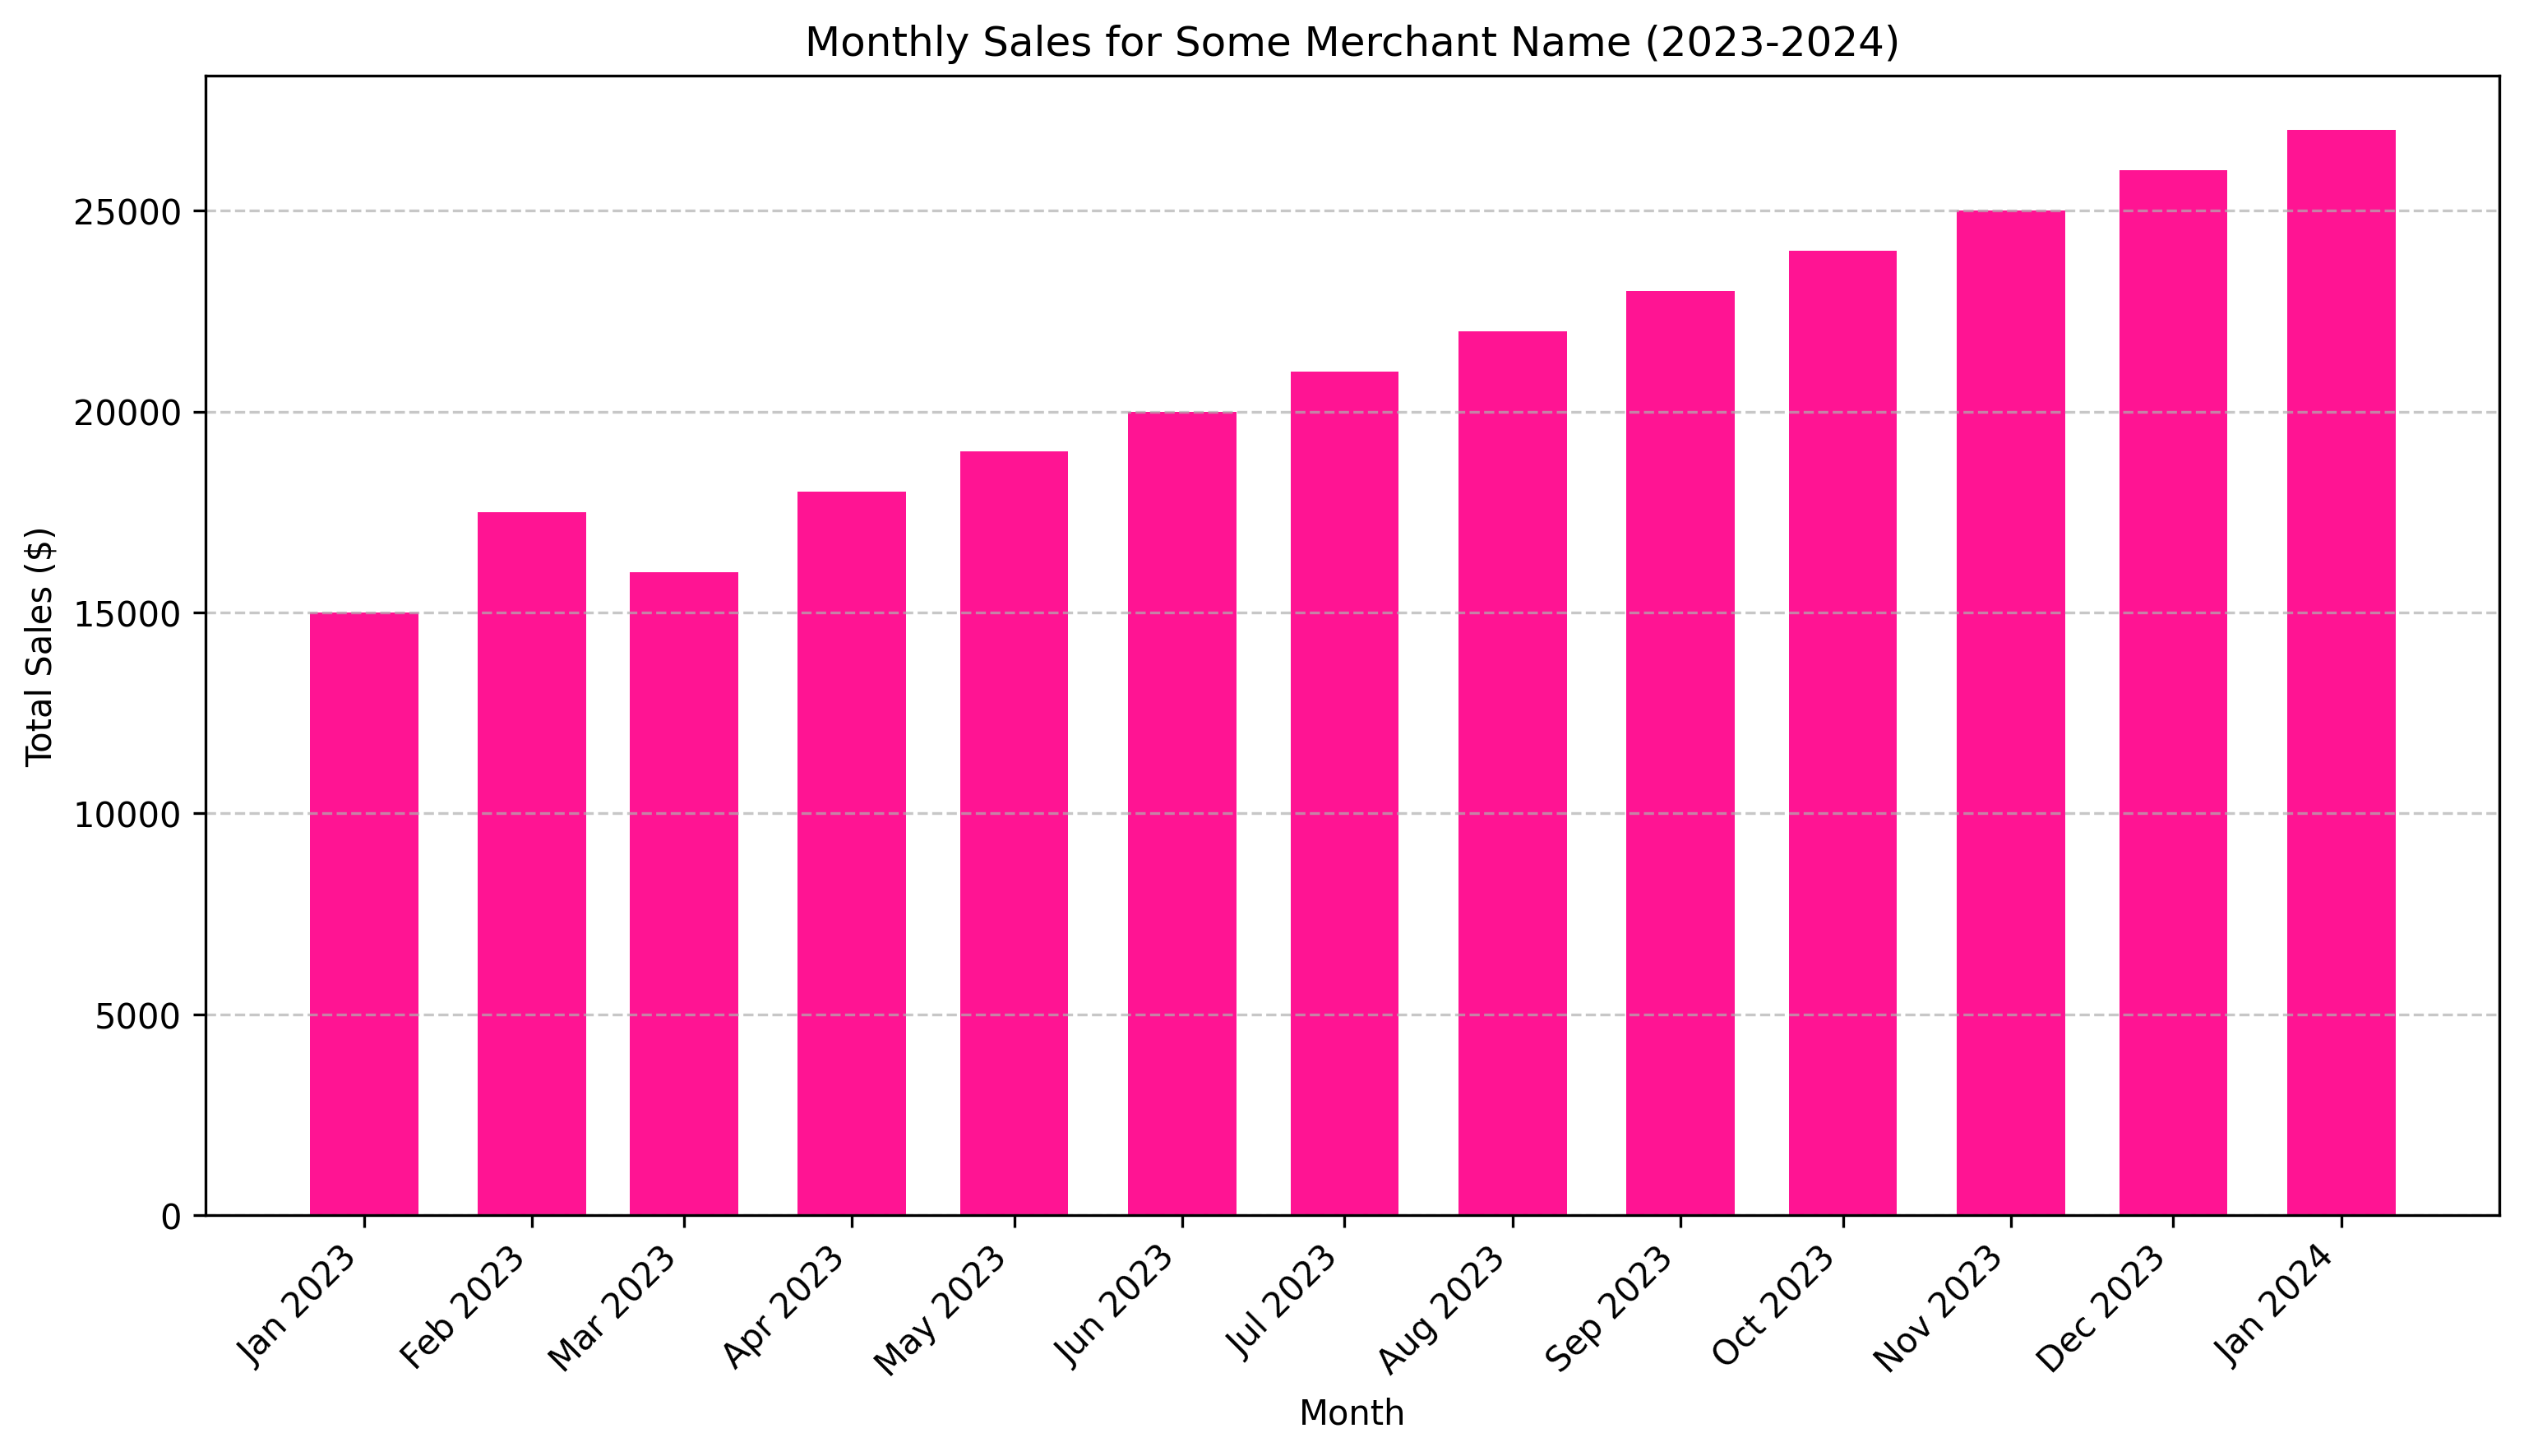 Monthly Sales for Some Merchant Name (2023-2024)
Total Sales ($)
25000
20000
15000
10000
5000
0
Jan 2023
Feb 2023
Mar 2023
Apr 2023
May 2023
Jun 2023
Jul 2023
Aug 2023
Sep 2023
Oct 2023
Nov 2023
Dec 2023
Jan 2024
Month